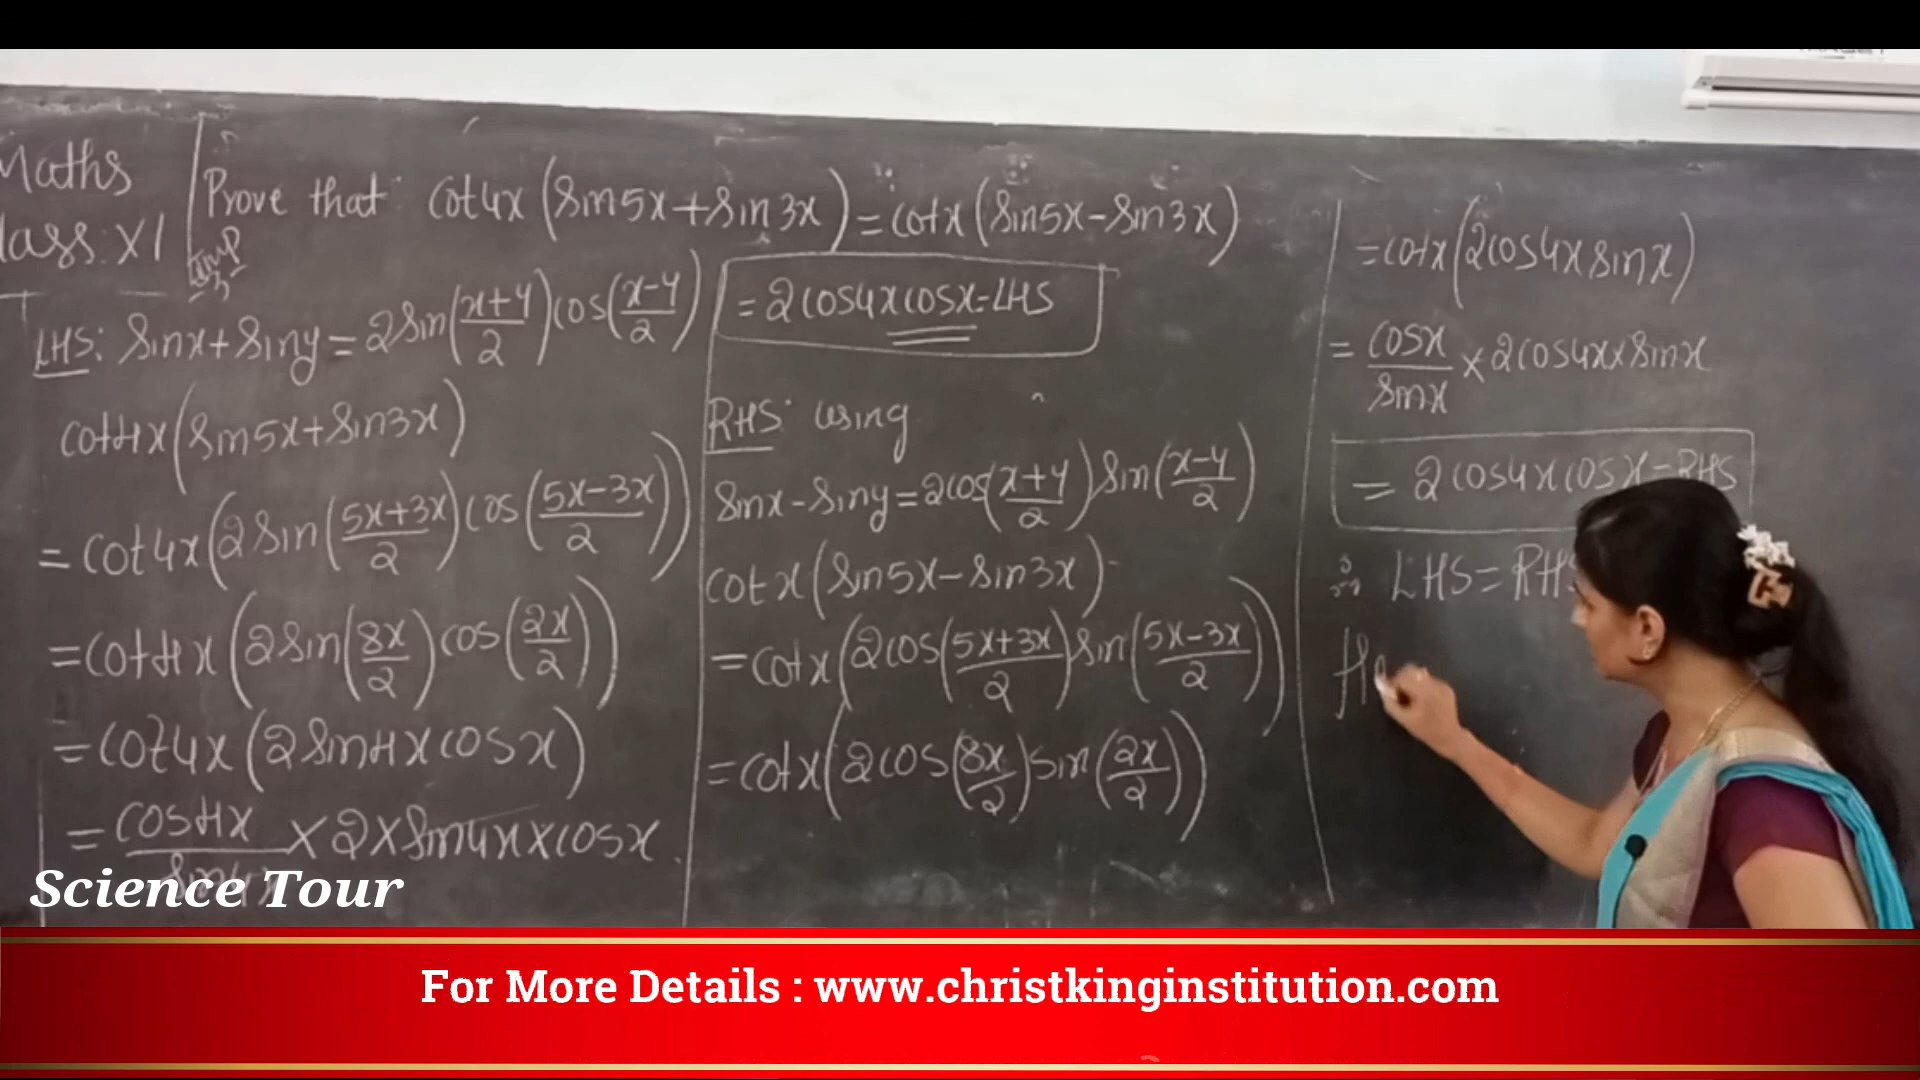 Maths
Class: XI
Prove that: Cot4x (Sin5x+Sin3x) = Cotx (Sin5x-Sin3x)
Imp
LHS: Sinx+Siny = 2Sin((x+y)/2) Cos((x-y)/2)
Cot4x (Sin5x+Sin3x)
= Cot4x (2Sin((5x+3x)/2) Cos((5x-3x)/2))
= Cot4x (2Sin(8x/2) Cos(2x/2))
= Cot4x (2Sin4x Cosx)
= Cos4x/Sin4x × 2 × Sin4x × Cosx.
= 2Cos4x Cosx = LHS
RHS: Using
Sinx-Siny = 2Cos((x+y)/2) Sin((x-y)/2)
Cotx (Sin5x-Sin3x)
= Cotx (2Cos((5x+3x)/2) Sin((5x-3x)/2))
= Cotx (2Cos(8x/2) Sin(2x/2))
= Cotx (2Cos4x Sinx)
= Cosx/Sinx × 2Cos4x × Sinx
= 2Cos4x Cosx = RHS
∴ LHS = RHS
He
Science Tour
For More Details : www.christkinginstitution.com